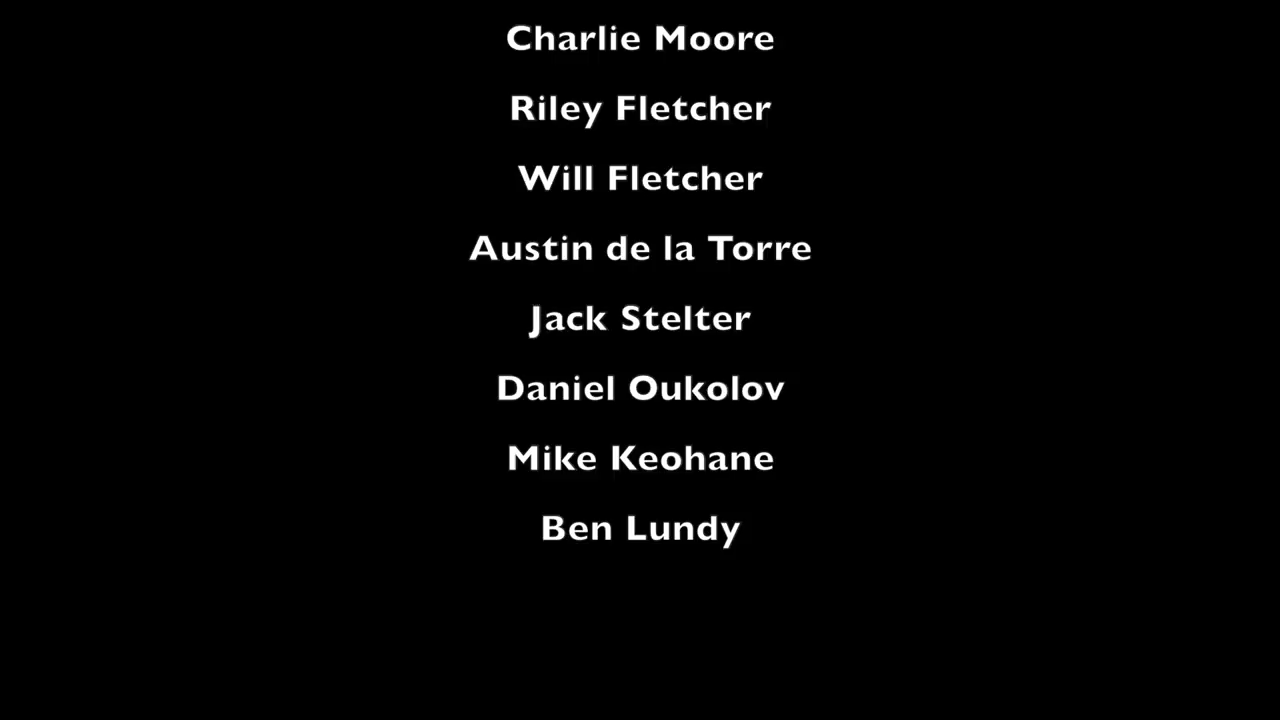 Charlie Moore
Riley Fletcher
Will Fletcher
Austin de la Torre
Jack Stelter
Daniel Oukolov
Mike Keohane
Ben Lundy